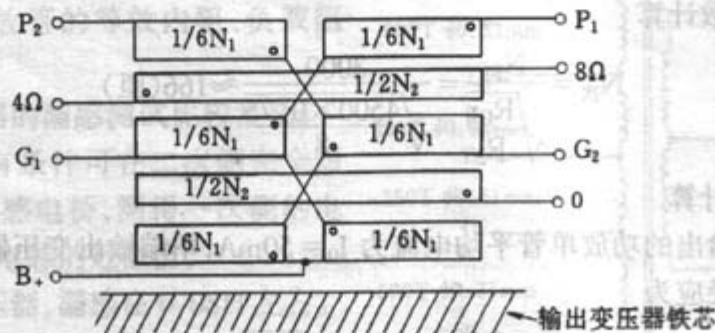 P₂ 1/6N₁ 1/6N₁ P₁
1/2N₂ 8Ω
4Ω
1/6N₁ 1/6N₁
G₁ G₂
1/2N₂ 0
1/6N₁ 1/6N₁
B₊
输出变压器铁芯